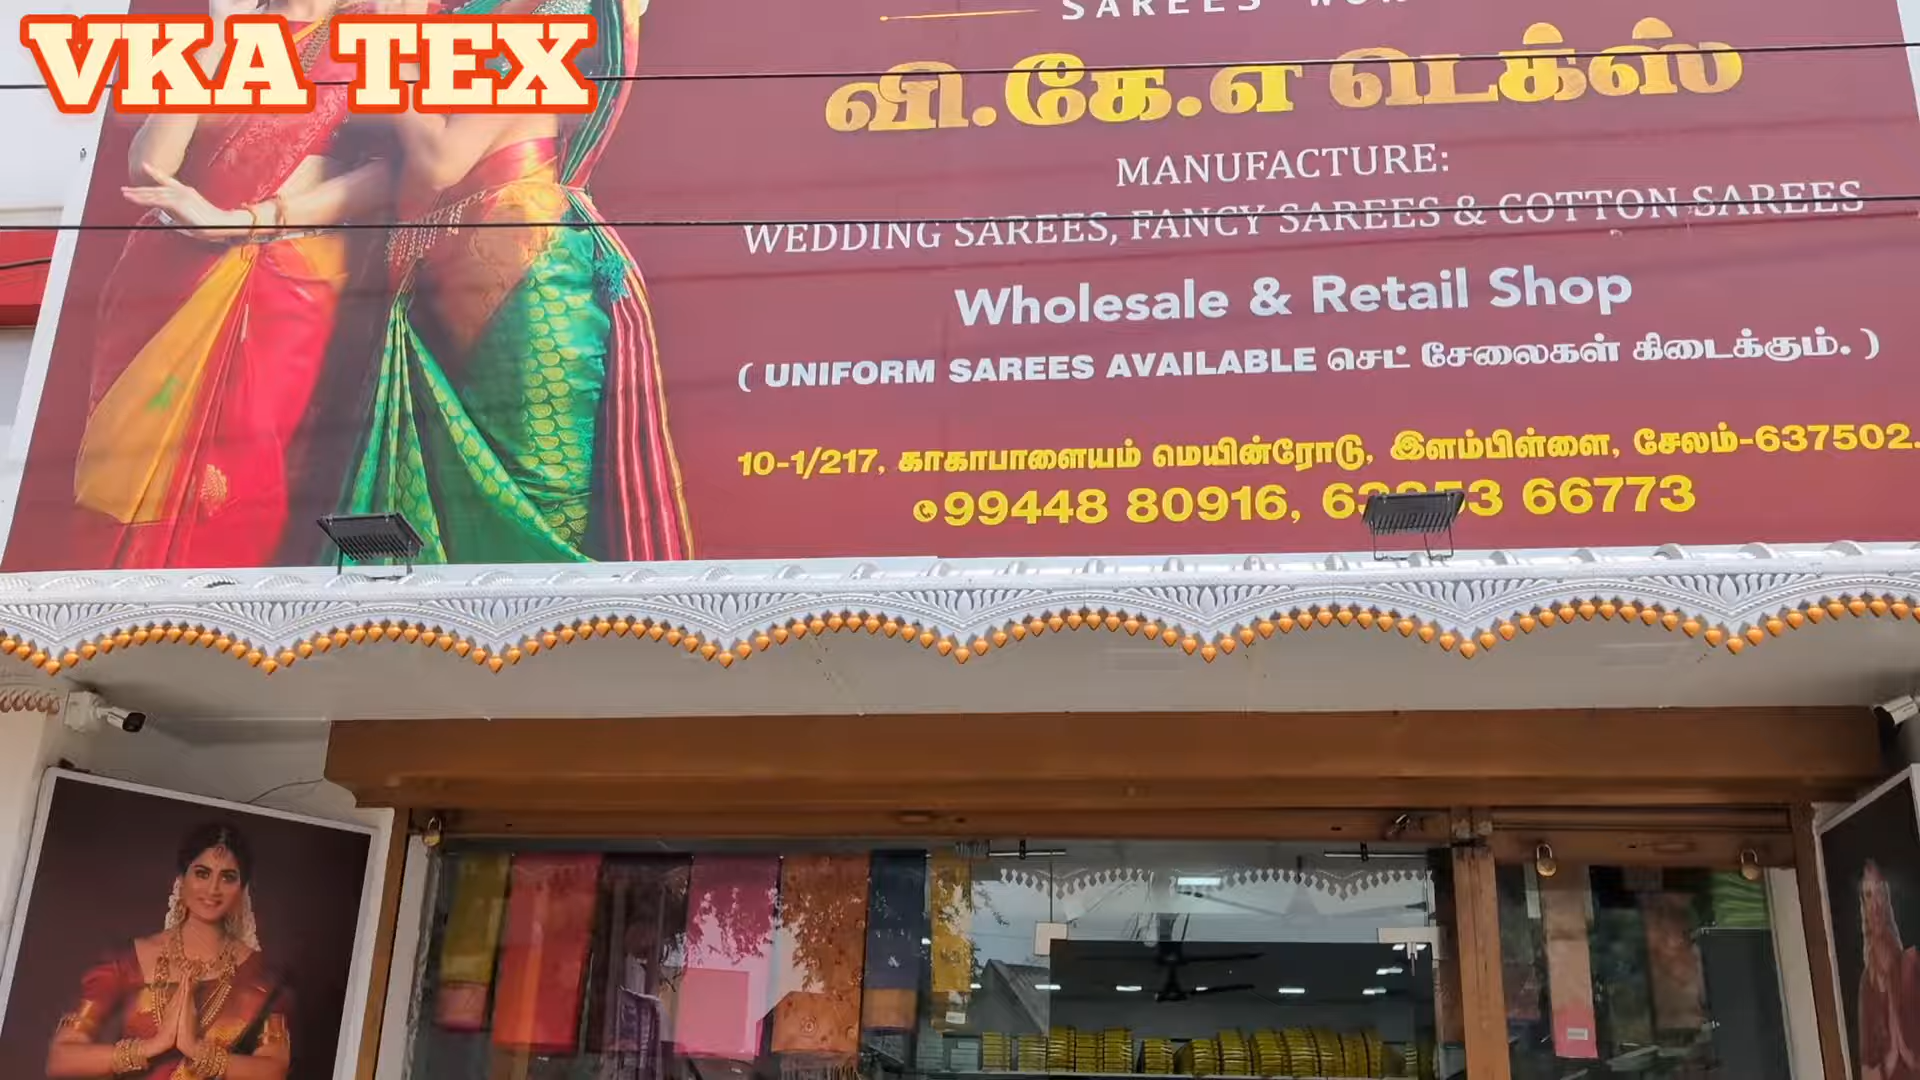 VKA TEX
SAREES
வி.கே.எ டெக்ஸ்
MANUFACTURE:
WEDDING SAREES, FANCY SAREES & COTTON SAREES
Wholesale & Retail Shop
( UNIFORM SAREES AVAILABLE செட் சேலைகள் கிடைக்கும். )
10-1/217, காகாபாளையம் மெயின்ரோடு, இளம்பிள்ளை, சேலம்-637502.
99448 80916, 66773